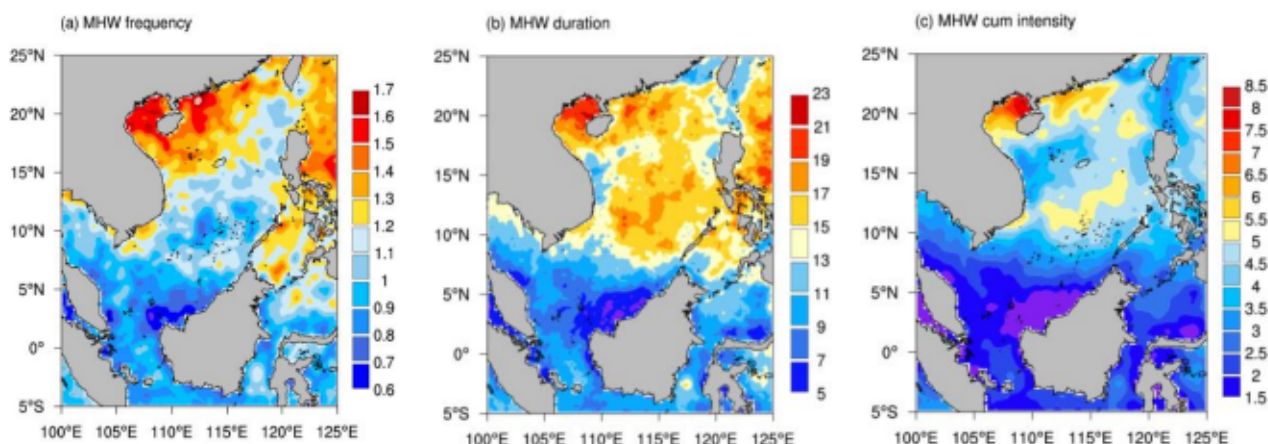 (a) MHW frequency
(b) MHW duration
(c) MHW cum intensity
25°N
20°N
15°N
10°N
5°N
0°
5°S
100°E 105°E 110°E 115°E 120°E 125°E
1.7
1.6
1.5
1.4
1.3
1.2
1.1
1
0.9
0.8
0.7
0.6
25°N
20°N
15°N
10°N
5°N
0°
5°S
100°E 105°E 110°E 115°E 120°E 125°E
23
21
19
17
15
13
11
9
7
5
25°N
20°N
15°N
10°N
5°N
0°
5°S
100°E 105°E 110°E 115°E 120°E 125°E
8.5
8
7.5
7
6.5
6
5.5
5
4.5
4
3.5
3
2.5
2
1.5